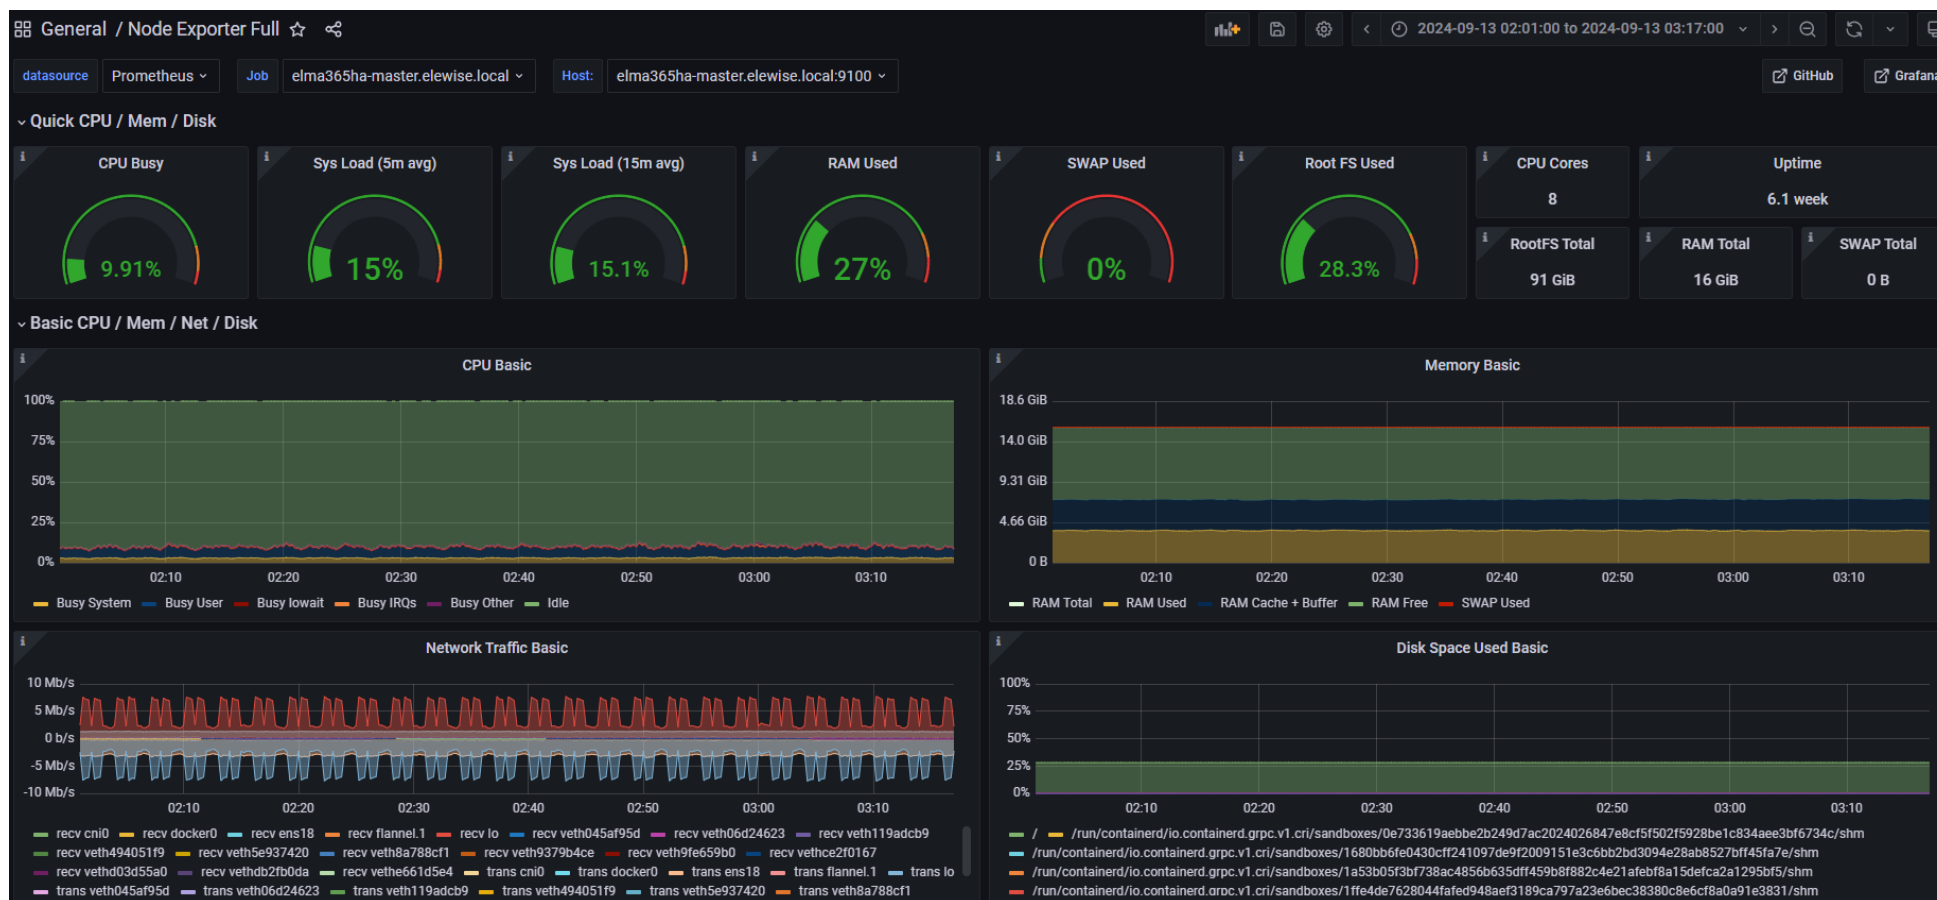 General / Node Exporter Full
2024-09-13 02:01:00 to 2024-09-13 03:17:00
datasource Prometheus Job elma365ha-master.elewise.local Host: elma365ha-master.elewise.local:9100 GitHub Grafana
Quick CPU / Mem / Disk
CPU Busy
9.91%
Sys Load (5m avg)
15%
Sys Load (15m avg)
15.1%
RAM Used
27%
SWAP Used
0%
Root FS Used
28.3%
CPU Cores
8
Uptime
6.1 week
RootFS Total
91 GiB
RAM Total
16 GiB
SWAP Total
0 B
Basic CPU / Mem / Net / Disk
CPU Basic
100%
75%
50%
25%
0%
02:10 02:20 02:30 02:40 02:50 03:00 03:10
Busy System Busy User Busy Iowait Busy IRQs Busy Other Idle
Memory Basic
18.6 GiB
14.0 GiB
9.31 GiB
4.66 GiB
0 B
02:10 02:20 02:30 02:40 02:50 03:00 03:10
RAM Total RAM Used RAM Cache + Buffer RAM Free SWAP Used
Network Traffic Basic
10 Mb/s
5 Mb/s
0 b/s
-5 Mb/s
-10 Mb/s
02:10 02:20 02:30 02:40 02:50 03:00 03:10
recv cni0 recv docker0 recv ens18 recv flannel.1 recv lo recv veth045af95d recv veth06d24623 recv veth119adcb9
recv veth494051f9 recv veth5e937420 recv veth8a788cf1 recv veth9379b4ce recv veth9fe659b0 recv vethce2f0167
recv vethd03d55a0 recv vethdb2fb0da recv vethe661d5e4 trans cni0 trans docker0 trans ens18 trans flannel.1 trans lo
trans veth045af95d trans veth06d24623 trans veth119adcb9 trans veth494051f9 trans veth5e937420 trans veth8a788cf1
Disk Space Used Basic
100%
75%
50%
25%
0%
02:10 02:20 02:30 02:40 02:50 03:00 03:10
/ /run/containerd/io.containerd.grpc.v1.cri/sandboxes/0e733619aebbe2b249d7ac2024026847e8cf5f502f5928be1c834aee3bf6734c/shm
/run/containerd/io.containerd.grpc.v1.cri/sandboxes/1680bb6fe0430cff241097de9f2009151e3c6bb2bd3094e28ab8527bff45fa7e/shm
/run/containerd/io.containerd.grpc.v1.cri/sandboxes/1a53b05f3bf738ac4856b635dff459b8f882c4e21afebf8a15defca2a1295bf5/shm
/run/containerd/io.containerd.grpc.v1.cri/sandboxes/1ffe4de7628044fafed948aef3189ca797a23e6bec38380c8e6cf8a0a91e3831/shm